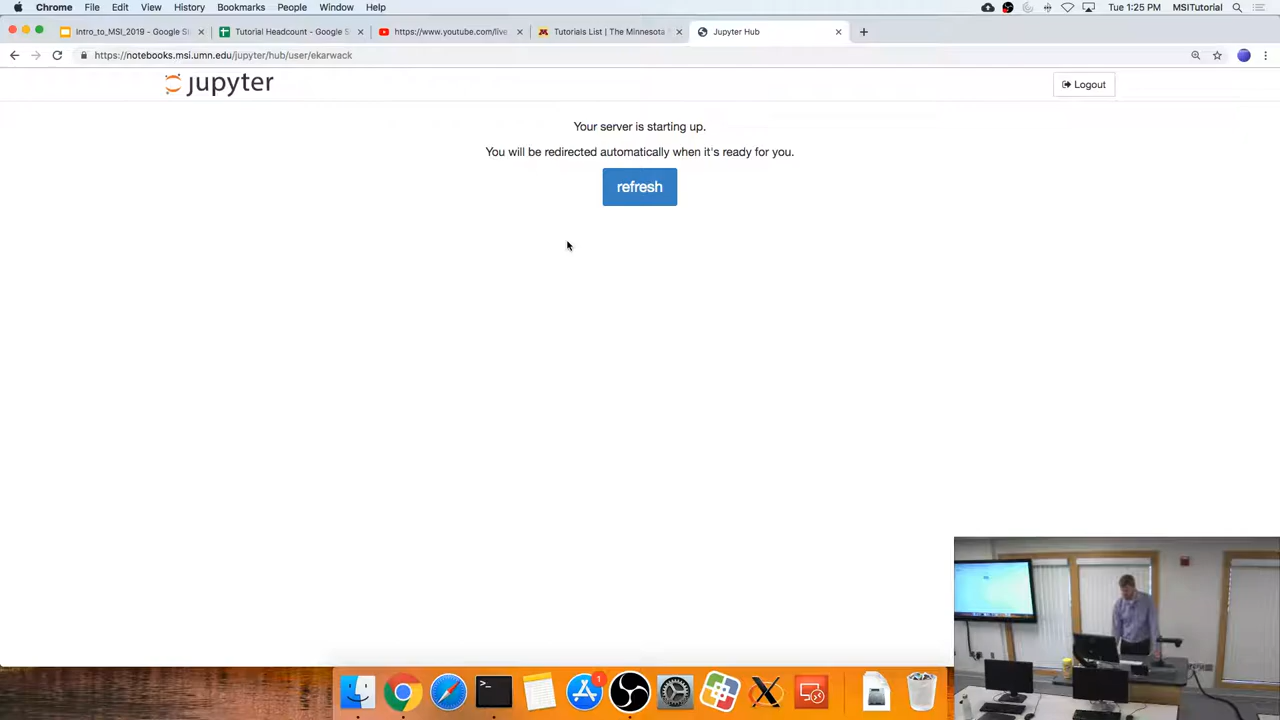 Chrome File Edit View History Bookmarks People Window Help Tue 1:25 PM MSITutorial
Intro_to_MSI_2019 - Google Sl
Tutorial Headcount - Google S
https://www.youtube.com/live
Tutorials List | The Minnesota
Jupyter Hub
https://notebooks.msi.umn.edu/jupyter/hub/user/ekarwack
jupyter
Logout
Your server is starting up.
You will be redirected automatically when it's ready for you.
refresh
1